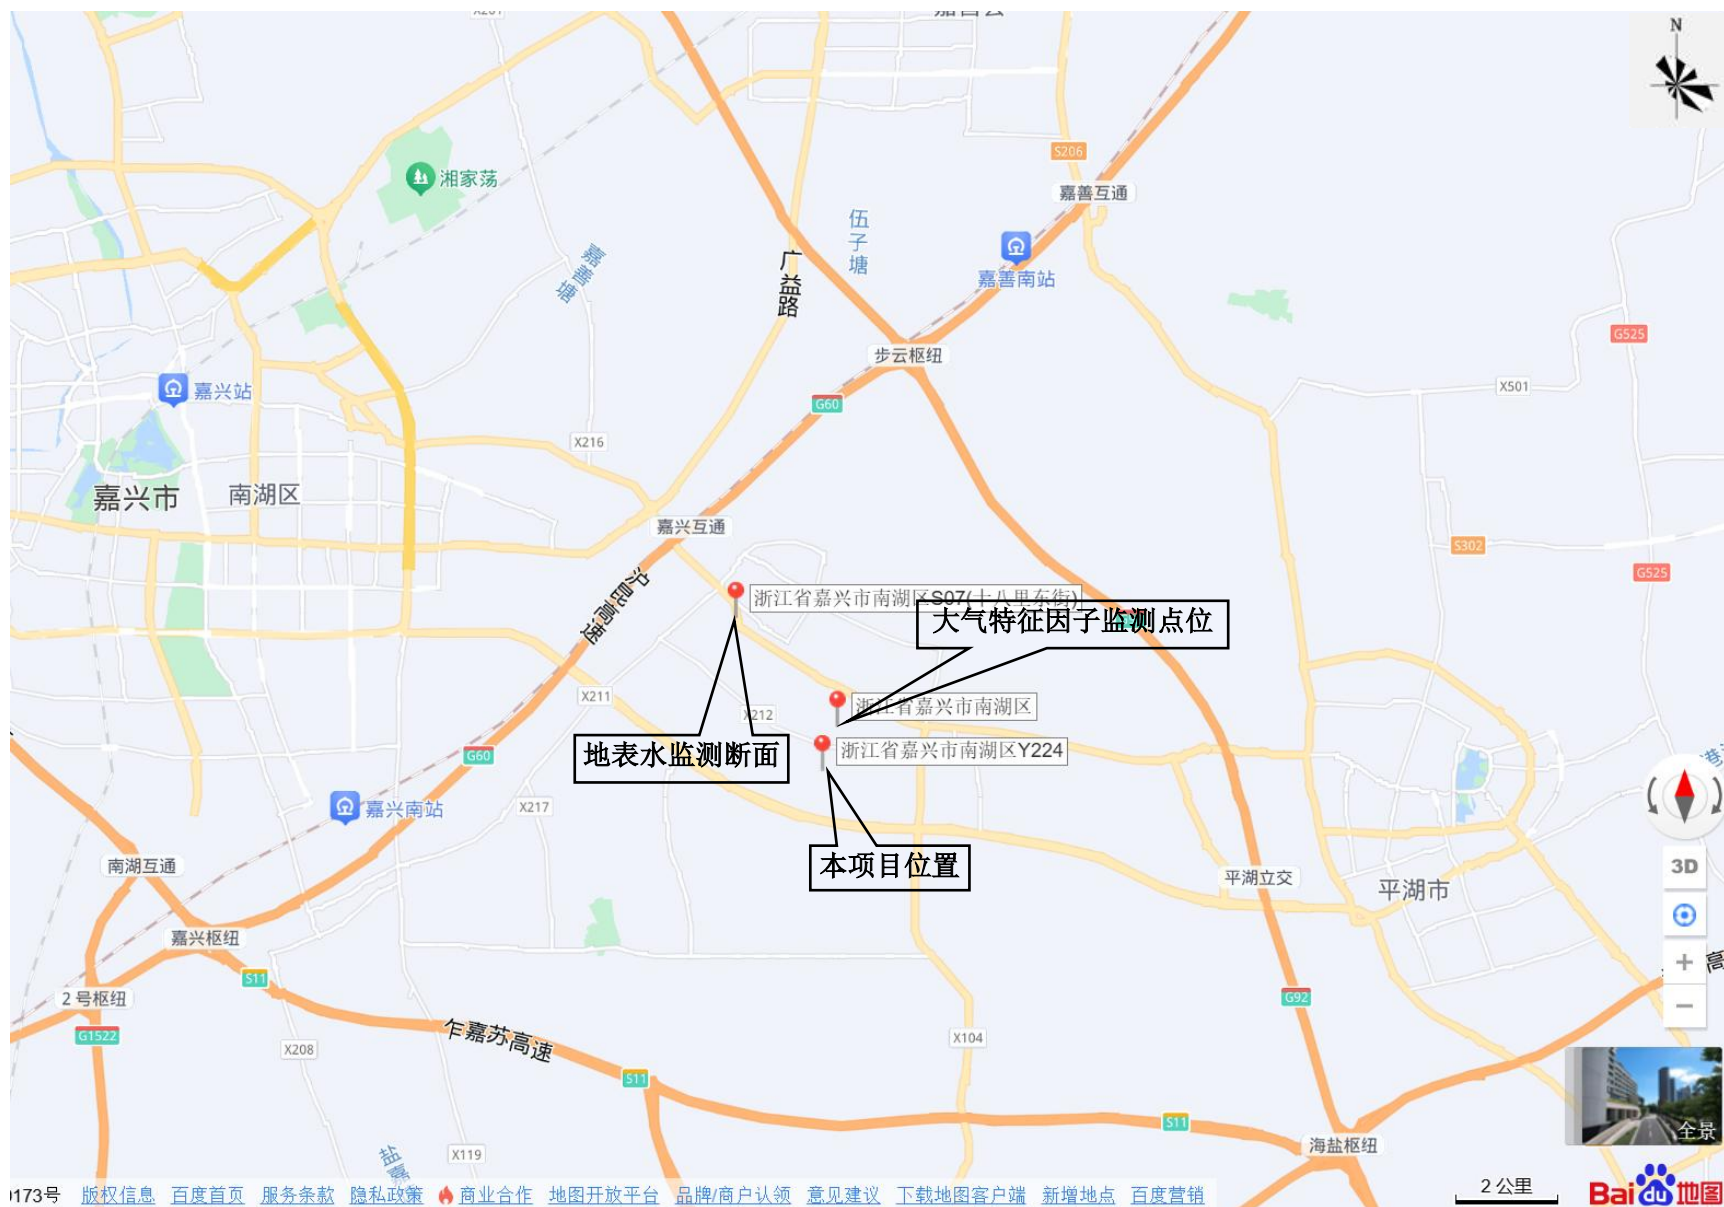 N
S206
湘家荡
嘉善互通
伍子塘
嘉善塘
广益路
嘉善南站
G525
步云枢纽
嘉兴站
X501
G60
X216
嘉兴市
南湖区
嘉兴互通
S302
G525
沪昆高速
浙江省嘉兴市南湖区S07(十八里东街)
大气特征因子监测点位
X211
浙江省嘉兴市南湖区
X212
地表水监测断面
浙江省嘉兴市南湖区Y224
G60
嘉兴南站
X217
本项目位置
南湖互通
3D
平湖立交
平湖市
嘉兴枢纽
S11
高
2号枢纽
G92
G1522
乍嘉苏高速
X104
X208
S11
S11
全景
海盐枢纽
X119
盐嘉
173号 版权信息 百度首页 服务条款 隐私政策 商业合作 地图开放平台 品牌/商户认领 意见建议 下载地图客户端 新增地点 百度营销
2公里
Bai du 地图